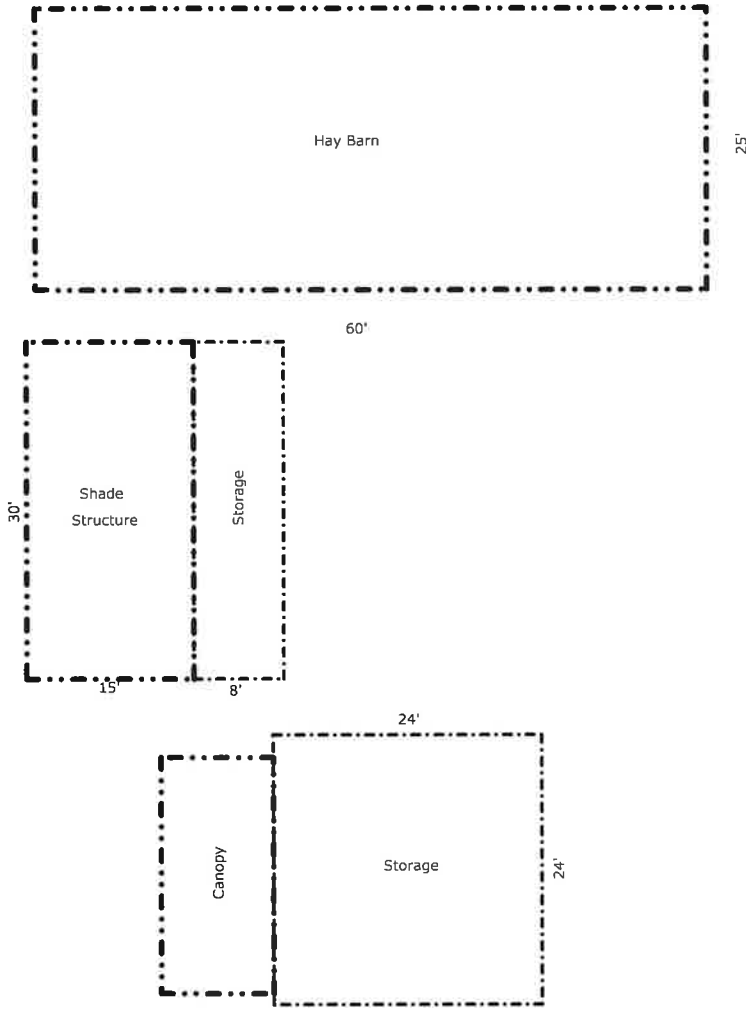 Hay Barn
25'
60'
Shade
Structure
Storage
30'
15'
8'
24'
Canopy
Storage
24'